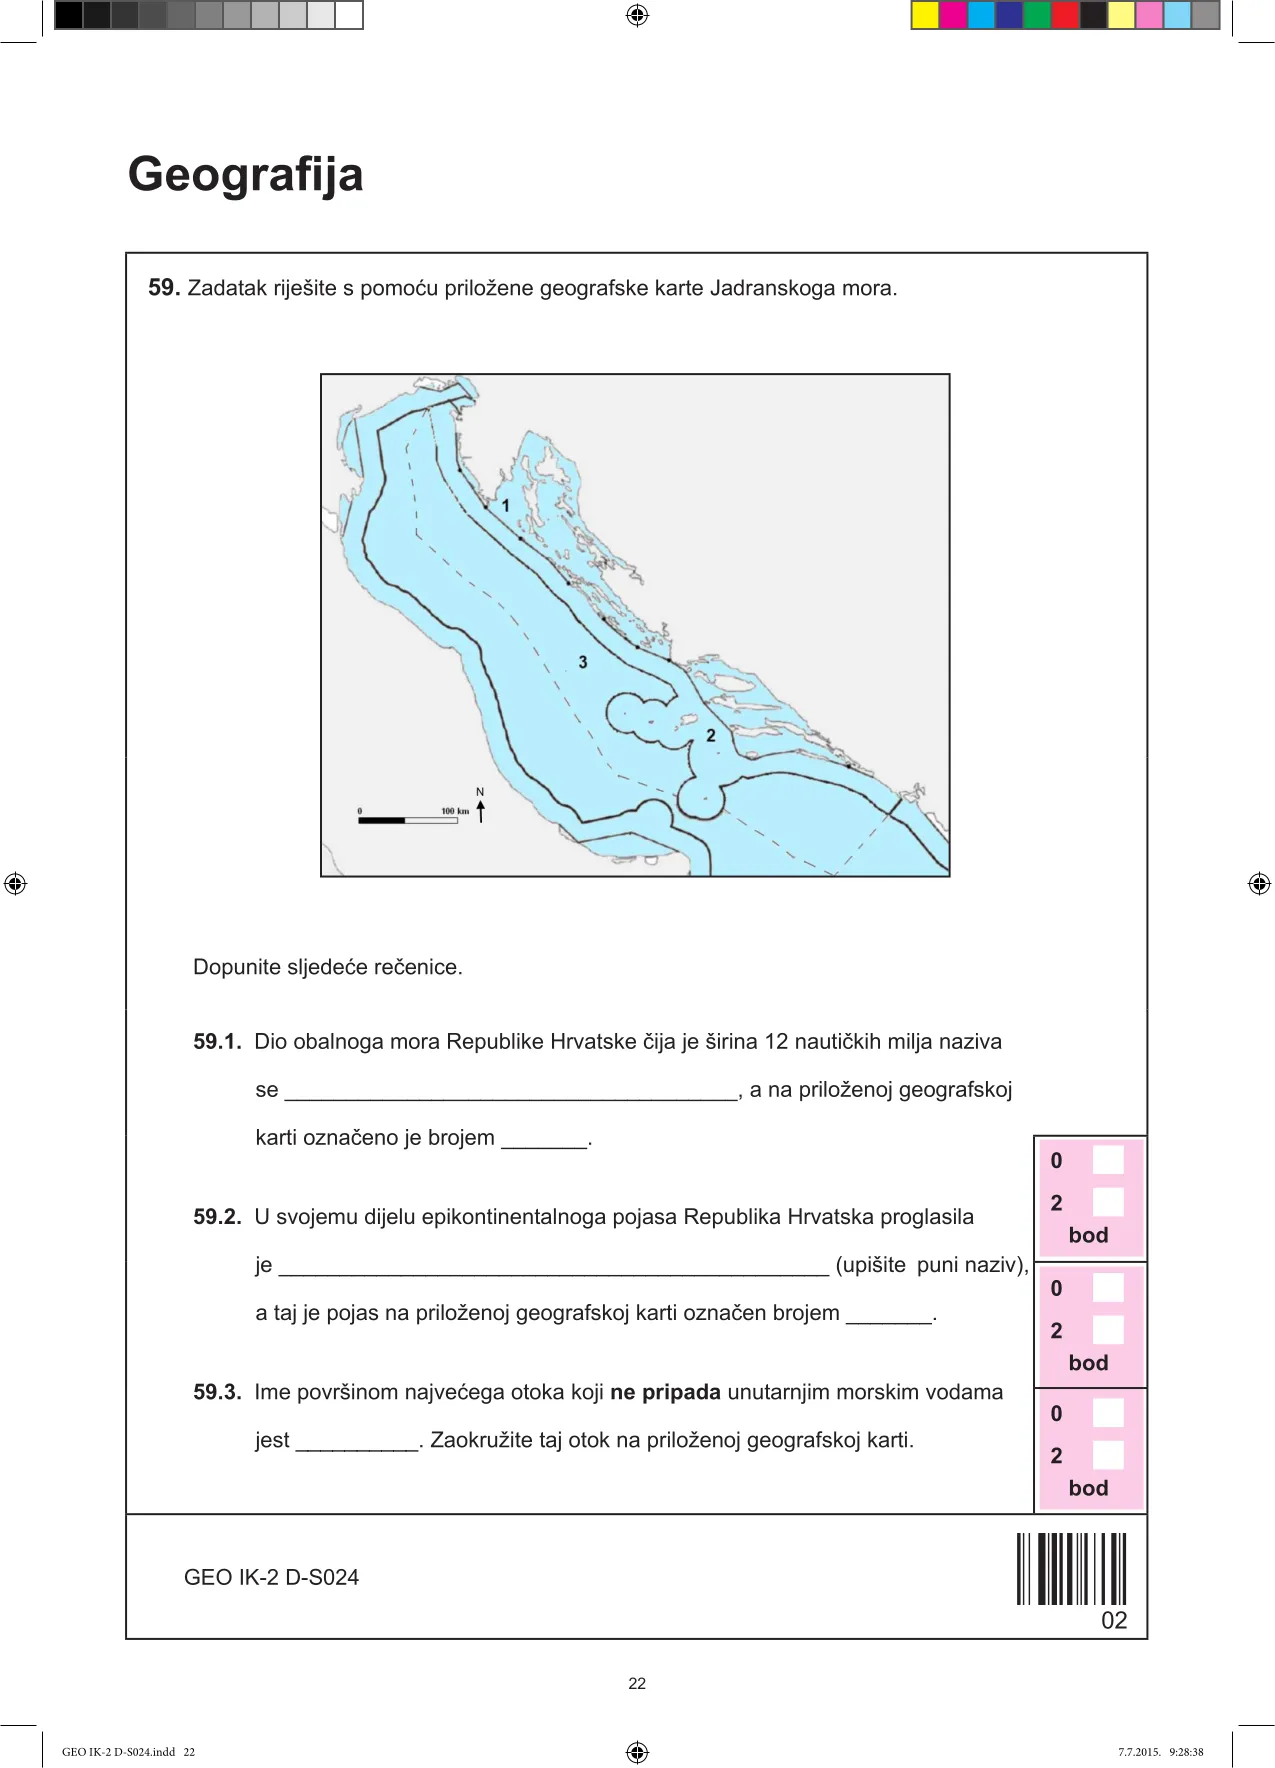 Geografija
59. Zadatak riješite s pomoću priložene geografske karte Jadranskoga mora.
1
3
2
N
0 100 km
Dopunite sljedeće rečenice.
59.1. Dio obalnoga mora Republike Hrvatske čija je širina 12 nautičkih milja naziva
se _____________________________________, a na priloženoj geografskoj
karti označeno je brojem _______.
0
2
bod
59.2. U svojemu dijelu epikontinentalnoga pojasa Republika Hrvatska proglasila
je _____________________________________________ (upišite puni naziv),
a taj je pojas na priloženoj geografskoj karti označen brojem _______.
0
2
bod
59.3. Ime površinom najvećega otoka koji ne pripada unutarnjim morskim vodama
jest __________. Zaokružite taj otok na priloženoj geografskoj karti.
0
2
bod
GEO IK-2 D-S024
02
22
GEO IK-2 D-S024.indd 22
7.7.2015. 9:28:38